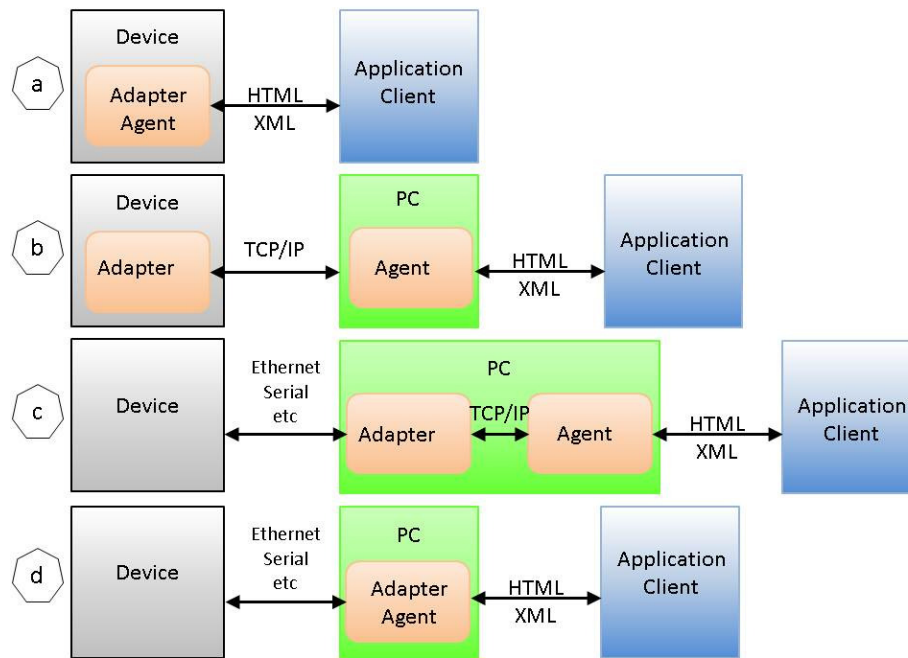 a
Device
Adapter
Agent
HTML
XML
Application
Client
b
Device
Adapter
TCP/IP
PC
Agent
HTML
XML
Application
Client
c
Device
Ethernet
Serial
etc
PC
Adapter
TCP/IP
Agent
HTML
XML
Application
Client
d
Device
Ethernet
Serial
etc
PC
Adapter
Agent
HTML
XML
Application
Client